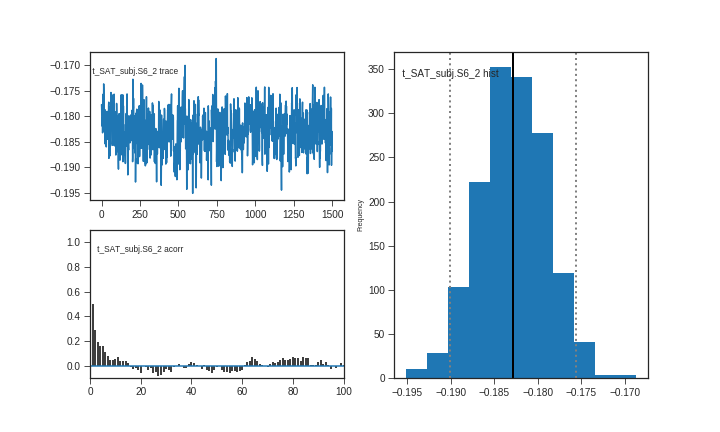 t_SAT_subj.S6_2 trace
−0.170
−0.175
−0.180
−0.185
−0.190
−0.195
0 250 500 750 1000 1250 1500
t_SAT_subj.S6_2 acorr
1.0
0.8
0.6
0.4
0.2
0.0
0 20 40 60 80 100
t_SAT_subj.S6_2 hist
Frequency
350
300
250
200
150
100
50
0
−0.195 −0.190 −0.185 −0.180 −0.175 −0.170